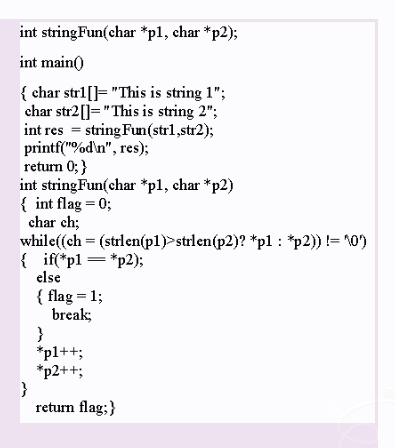 int stringFun(char *p1, char *p2);
int main()
{ char str1[]= "This is string 1";
char str2[]= "This is string 2";
int res = stringFun(str1,str2);
printf("%d\n", res);
return 0; }
int stringFun(char *p1, char *p2)
{ int flag = 0;
char ch;
while((ch = (strlen(p1)>strlen(p2)? *p1 : *p2)) != '\0')
{ if(*p1 == *p2);
else
{ flag = 1;
break;
}
*p1++;
*p2++;
}
return flag;}